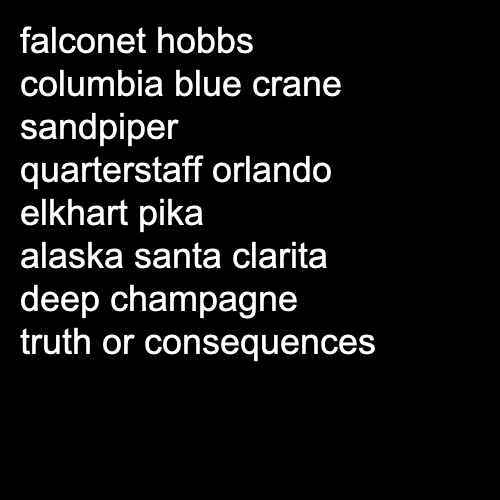 falconet hobbs
columbia blue crane
sandpiper
quarterstaff orlando
elkhart pika
alaska santa clarita
deep champagne
truth or consequences